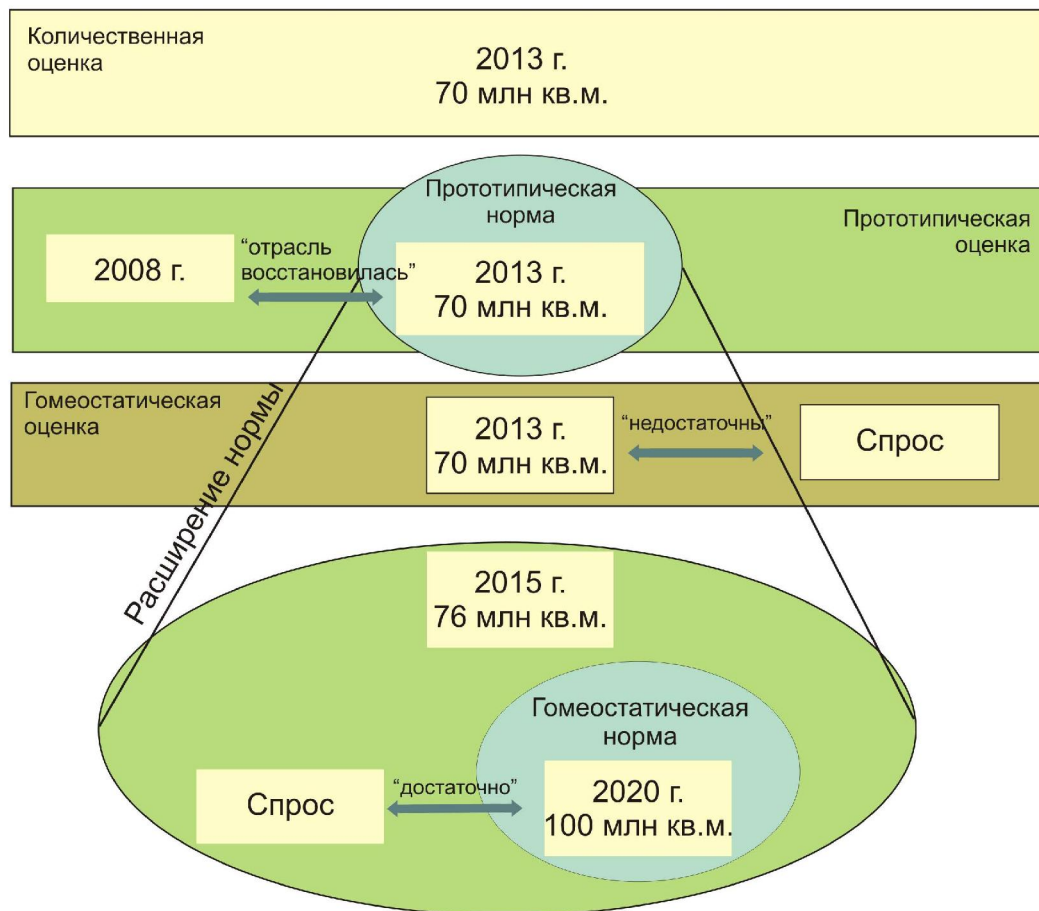 Количественная
оценка
2013 г.
70 млн кв.м.
Прототипическая
норма
Прототипическая
оценка
2008 г.
“отрасль
восстановилась”
2013 г.
70 млн кв.м.
Гомеостатическая
оценка
2013 г.
70 млн кв.м.
“недостаточны”
Спрос
Расширение нормы
2015 г.
76 млн кв.м.
Гомеостатическая
норма
Спрос
“достаточно”
2020 г.
100 млн кв.м.